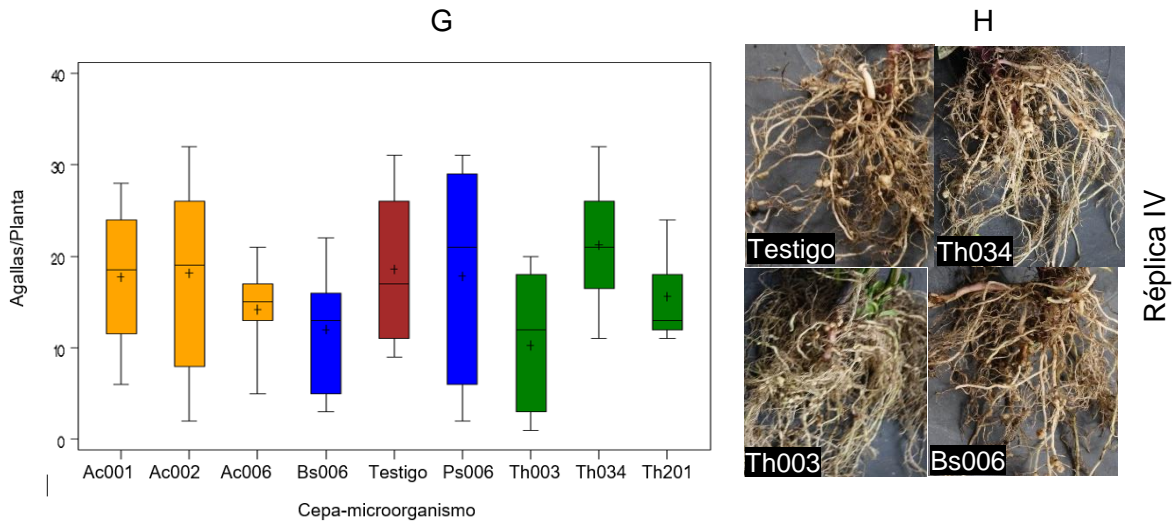 G
H
40
30
20
10
0
Agallas/Planta
Ac001 Ac002 Ac006 Bs006 Testigo Ps006 Th003 Th034 Th201
Cepa-microorganismo
Testigo
Th034
Th003
Bs006
Réplica IV